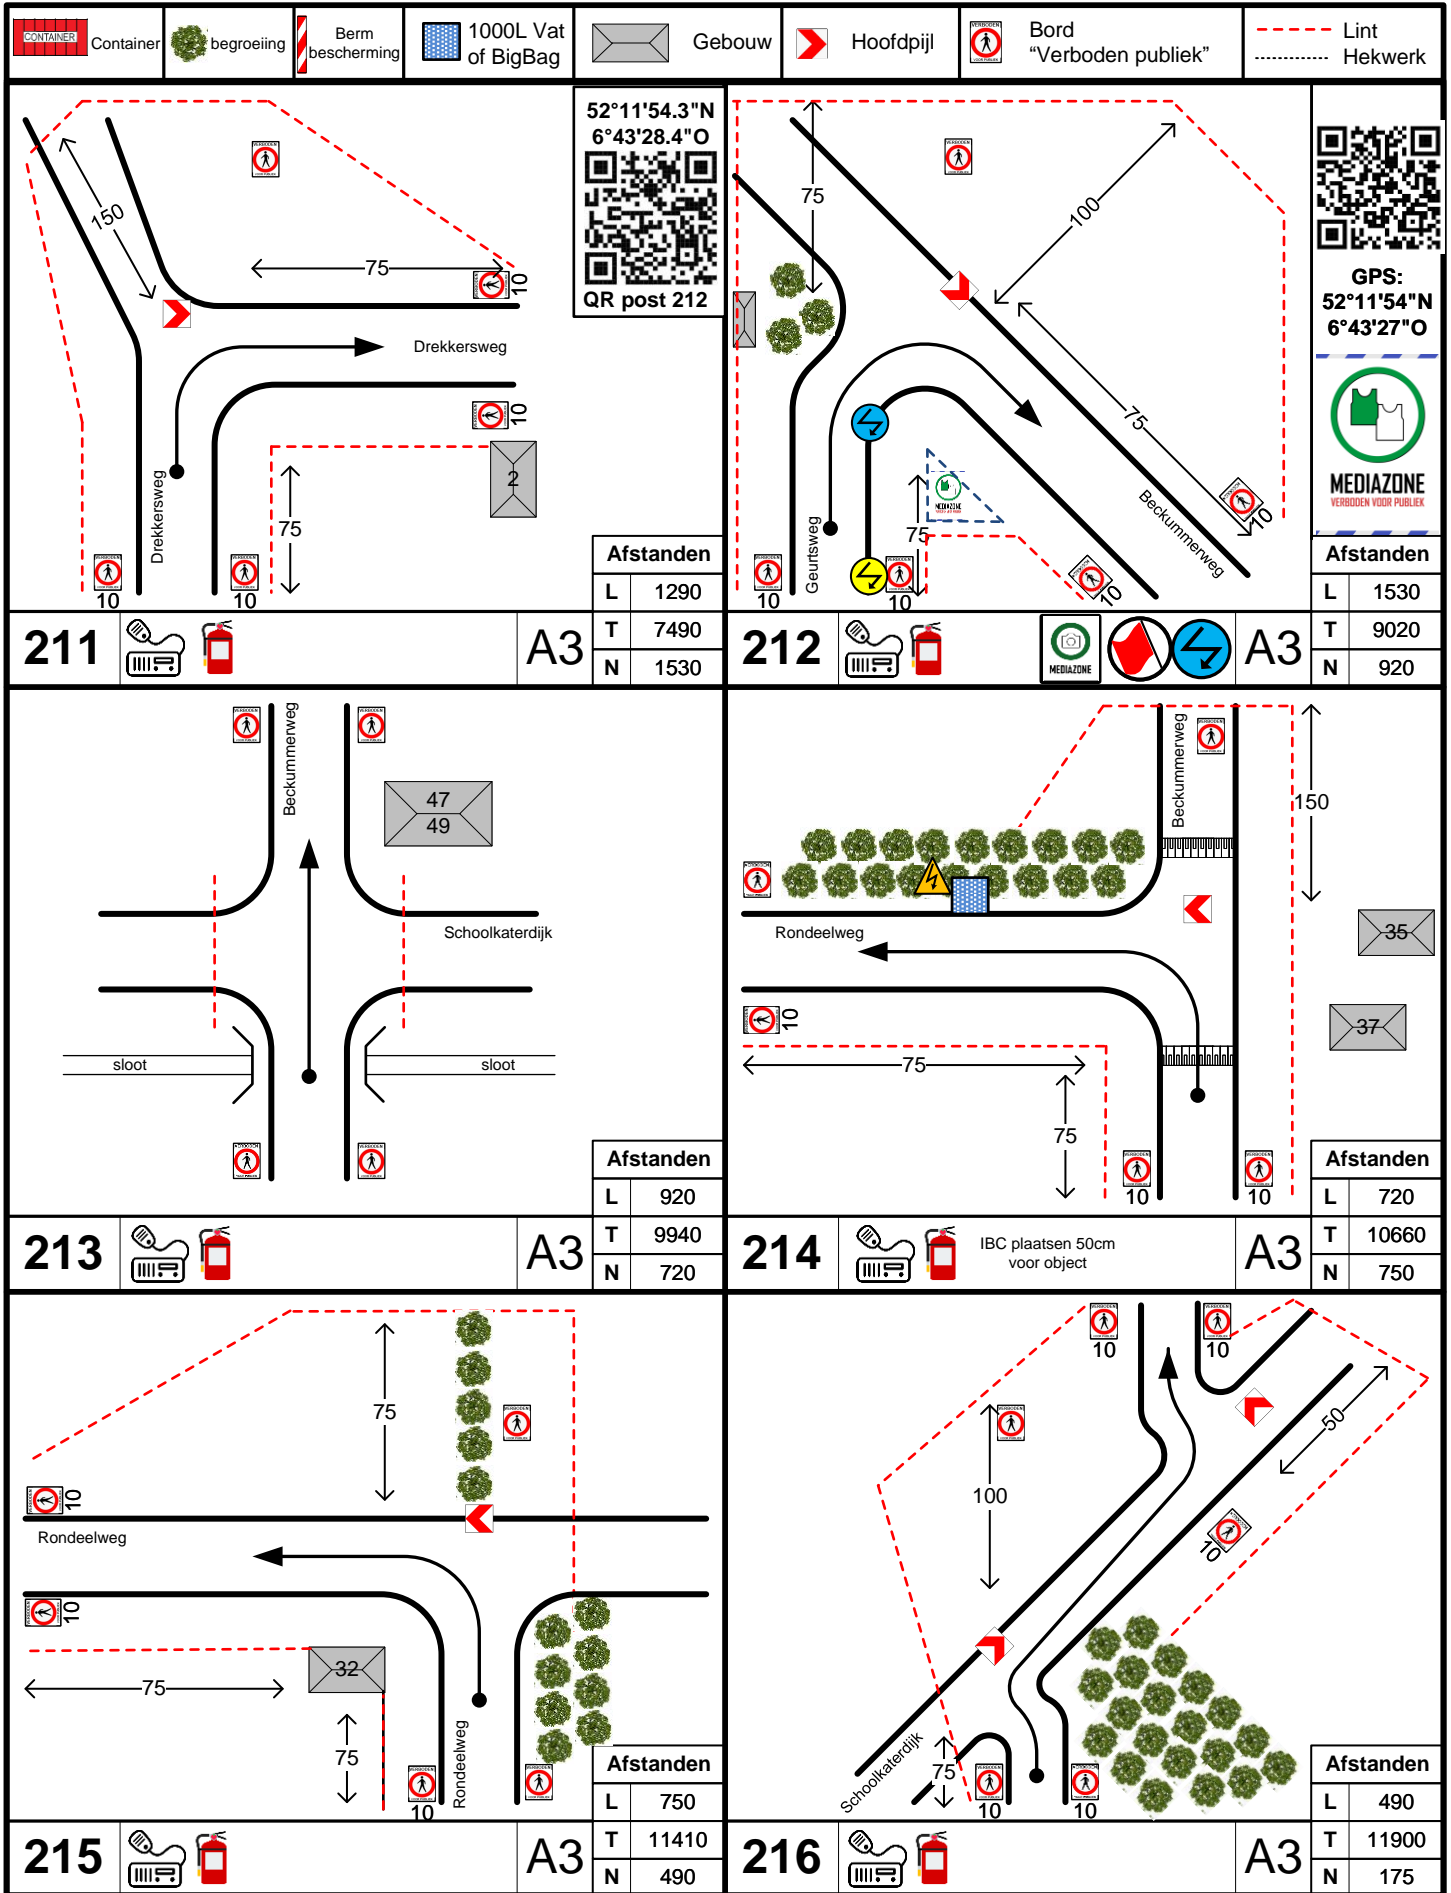 CONTAINER
Container
begroeiing
Berm
bescherming
1000L Vat
of BigBag
Gebouw
Hoofdpijl
VERBODEN
VOOR PUBLIEK
Bord
“Verboden publiek”
Lint
Hekwerk
52°11'54.3"N
6°43'28.4"O
QR post 212
150
75
10
Drekkersweg
10
2
Drekkersweg
75
10
10
Afstanden
L 1290
T 7490
N 1530
211
A3
75
100
75
10
Beckummerweg
Geurtsweg
MEDIAZONE
75
10
10
10
GPS:
52°11'54"N
6°43'27"O
MEDIAZONE
VERBODEN VOOR PUBLIEK
Afstanden
L 1530
T 9020
N 920
212
MEDIAZONE
A3
Beckummerweg
47
49
Schoolkaterdijk
sloot
sloot
Afstanden
L 920
T 9940
N 720
213
A3
Beckummerweg
150
Rondeelweg
35
37
10
75
75
10
10
Afstanden
L 720
T 10660
N 750
214
IBC plaatsen 50cm
voor object
A3
75
10
Rondeelweg
10
32
75
75
10
Rondeelweg
Afstanden
L 750
T 11410
N 490
215
A3
10
10
50
100
10
Schoolkaterdijk
75
10
10
Afstanden
L 490
T 11900
N 175
216
A3